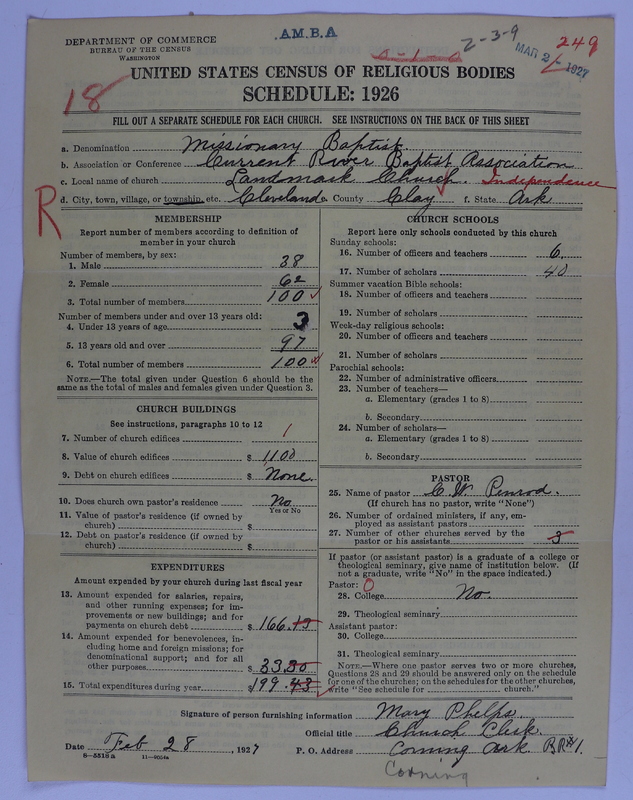 A.M.B.A
2-3-9
249
MAR 2 - 1927
DEPARTMENT OF COMMERCE
BUREAU OF THE CENSUS
WASHINGTON
18
UNITED STATES CENSUS OF RELIGIOUS BODIES
SCHEDULE: 1926
FILL OUT A SEPARATE SCHEDULE FOR EACH CHURCH. SEE INSTRUCTIONS ON THE BACK OF THIS SHEET
a. Denomination Missionary Baptist
b. Association or Conference Current River Baptist Association
c. Local name of church Landmark Church. Independence
d. City, town, village, or township, etc. Cleveland e. County Clay f. State Ark
R
MEMBERSHIP
Report number of members according to definition of
member in your church
Number of members, by sex:
1. Male 38
2. Female 62
3. Total number of members 100
Number of members under and over 13 years old:
4. Under 13 years of age 3
5. 13 years old and over 97
6. Total number of members 100
NOTE.—The total given under Question 6 should be the
same as the total of males and females given under Question 3.
CHURCH BUILDINGS
See instructions, paragraphs 10 to 12
7. Number of church edifices 1
8. Value of church edifices $ 1100
9. Debt on church edifices $ None.
10. Does church own pastor's residence No
Yes or No
11. Value of pastor's residence (if owned by
church) $
12. Debt on pastor's residence (if owned by
church) $
EXPENDITURES
Amount expended by your church during last fiscal year
13. Amount expended for salaries, repairs,
and other running expenses; for im-
provements or new buildings; and for
payments on church debt $ 166.13
14. Amount expended for benevolences, in-
cluding home and foreign missions; for
denominational support; and for all
other purposes $ 33.30
15. Total expenditures during year $ 199.43
CHURCH SCHOOLS
Report here only schools conducted by this church
Sunday schools:
16. Number of officers and teachers 6.
17. Number of scholars 40
Summer vacation Bible schools:
18. Number of officers and teachers
19. Number of scholars
Week-day religious schools:
20. Number of officers and teachers
21. Number of scholars
Parochial schools:
22. Number of administrative officers
23. Number of teachers—
a. Elementary (grades 1 to 8)
b. Secondary
24. Number of scholars—
a. Elementary (grades 1 to 8)
b. Secondary
PASTOR
25. Name of pastor C. W. Penrod.
(If church has no pastor, write "None")
26. Number of ordained ministers, if any, em-
ployed as assistant pastors
27. Number of other churches served by the
pastor or his assistants 3
If pastor (or assistant pastor) is a graduate of a college or
theological seminary, give name of institution below. (If
not a graduate, write "No" in the space indicated.)
Pastor: 0
28. College No.
29. Theological seminary
Assistant pastor:
30. College
31. Theological seminary
NOTE.—Where one pastor serves two or more churches,
Questions 28 and 29 should be answered only on the schedule
for one of the churches; on the schedules for the other churches,
write "See schedule for church."
Signature of person furnishing information Mary Phelps
Official title Church Clerk.
Date Feb 28, 1927 P. O. Address Corning Ark RR#1.
8—5518a 11—9034a
Corning